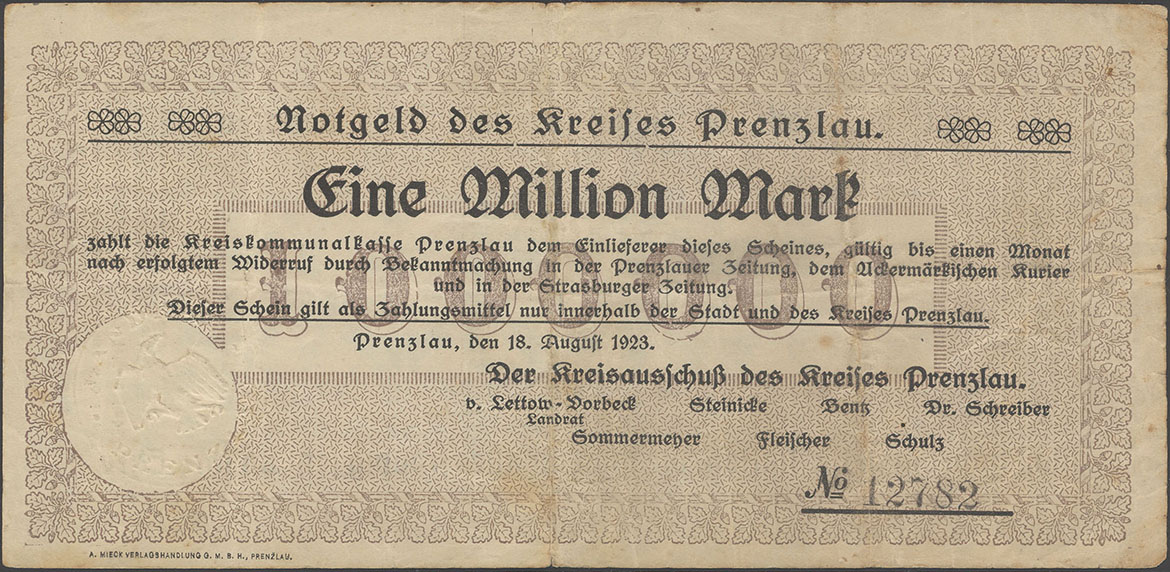 Notgeld des Kreises Prenzlau.
Eine Million Mark
1000000
zahlt die Kreiskommunalkasse Prenzlau dem Einlieferer dieses Scheines, gültig bis einen Monat
nach erfolgtem Widerruf durch Bekanntmachung in der Prenzlauer Zeitung, dem Uckermärkischen Kurier
und in der Strasburger Zeitung.
Dieser Schein gilt als Zahlungsmittel nur innerhalb der Stadt und des Kreises Prenzlau.
Prenzlau, den 18. August 1923.
Der Kreisausschuß des Kreises Prenzlau.
v. Lettow-Vorbeck Steinicke Bentz Dr. Schreiber
Landrat
Sommermeyer Fleischer Schulz
No 12782
A. MIECK VERLAGSHANDLUNG G. M. B. H., PRENZLAU.